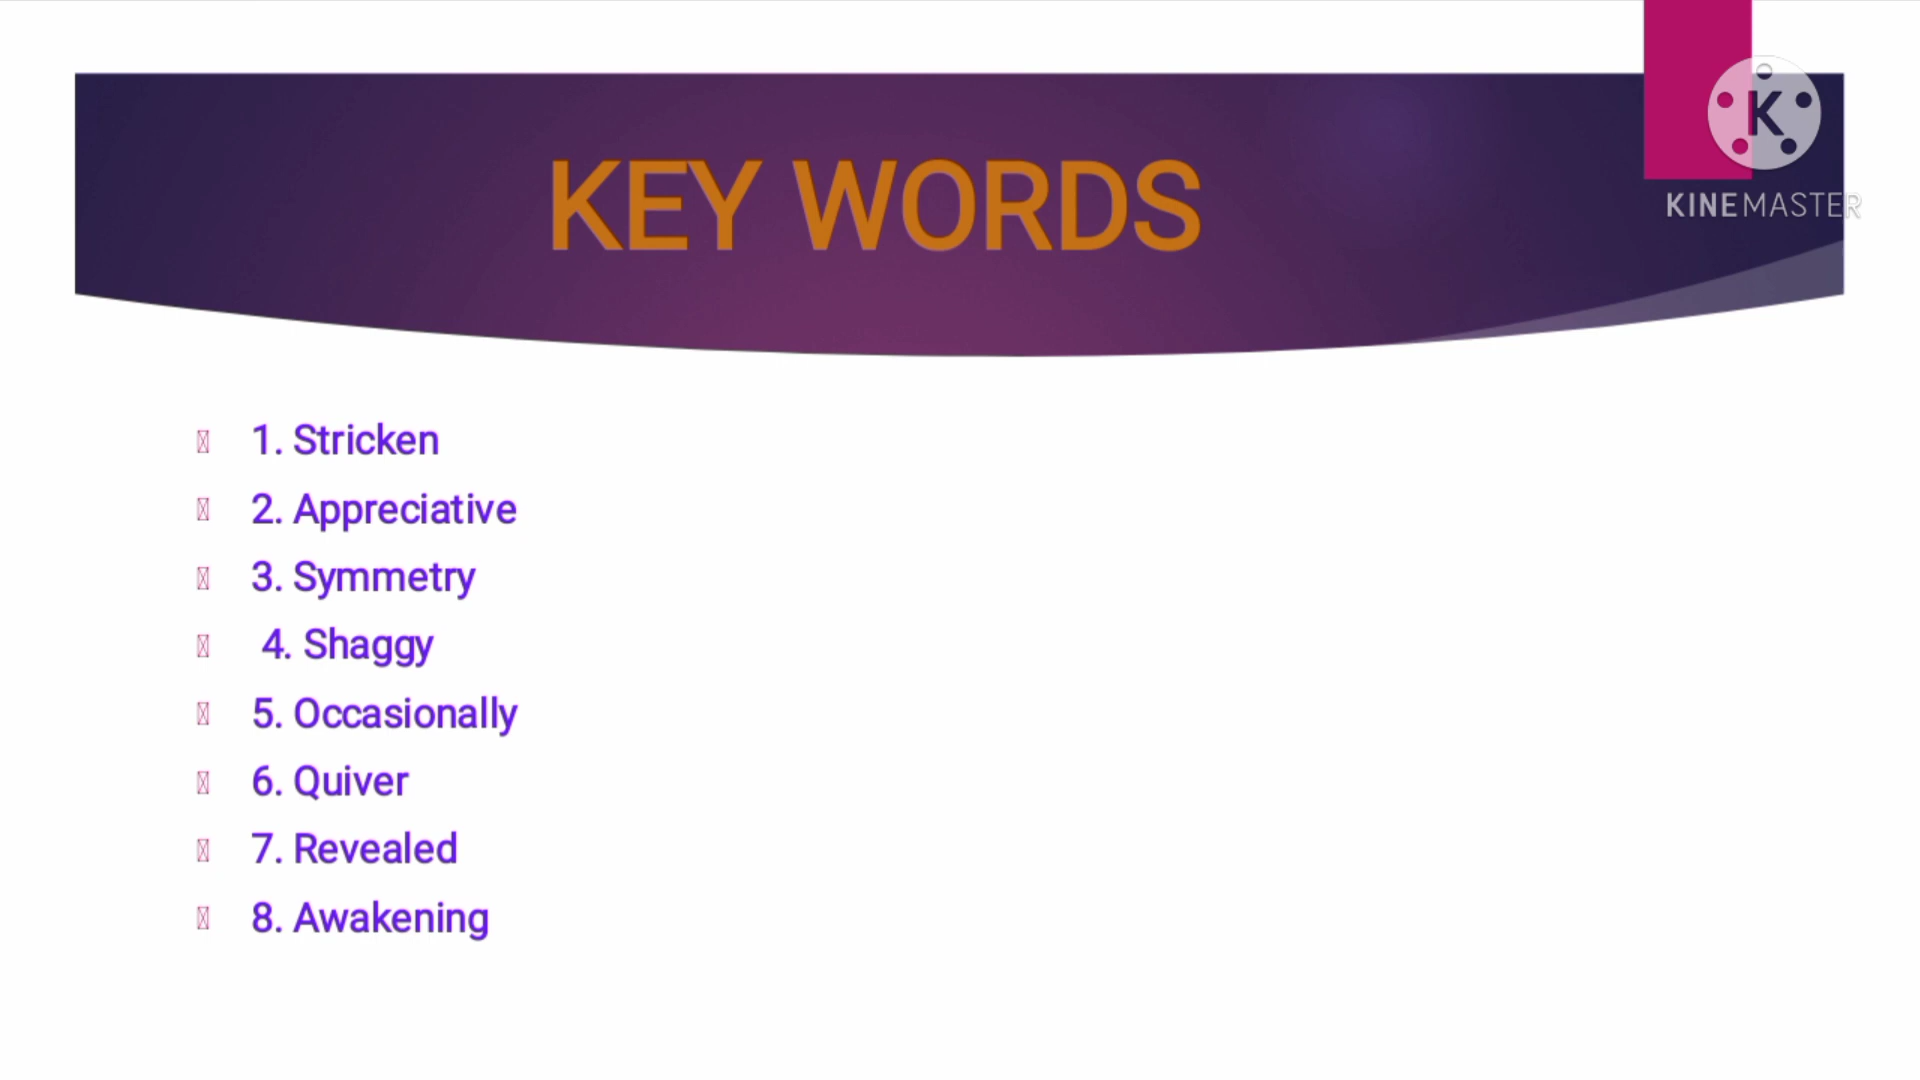 KEY WORDS
K
KINEMASTER
1. Stricken
2. Appreciative
3. Symmetry
4. Shaggy
5. Occasionally
6. Quiver
7. Revealed
8. Awakening